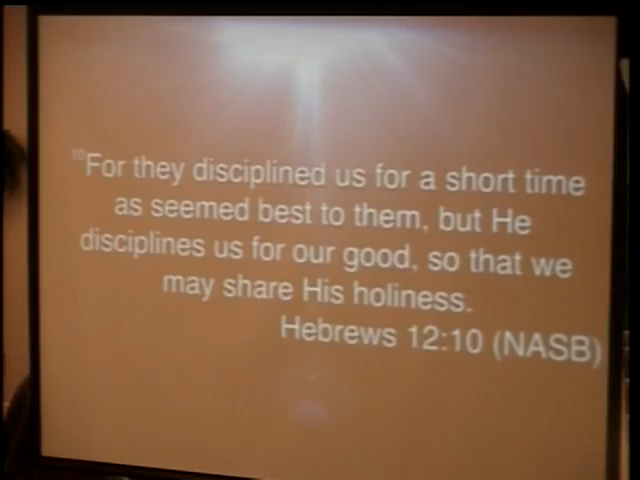 10For they disciplined us for a short time
as seemed best to them, but He
disciplines us for our good, so that we
may share His holiness.
Hebrews 12:10 (NASB)